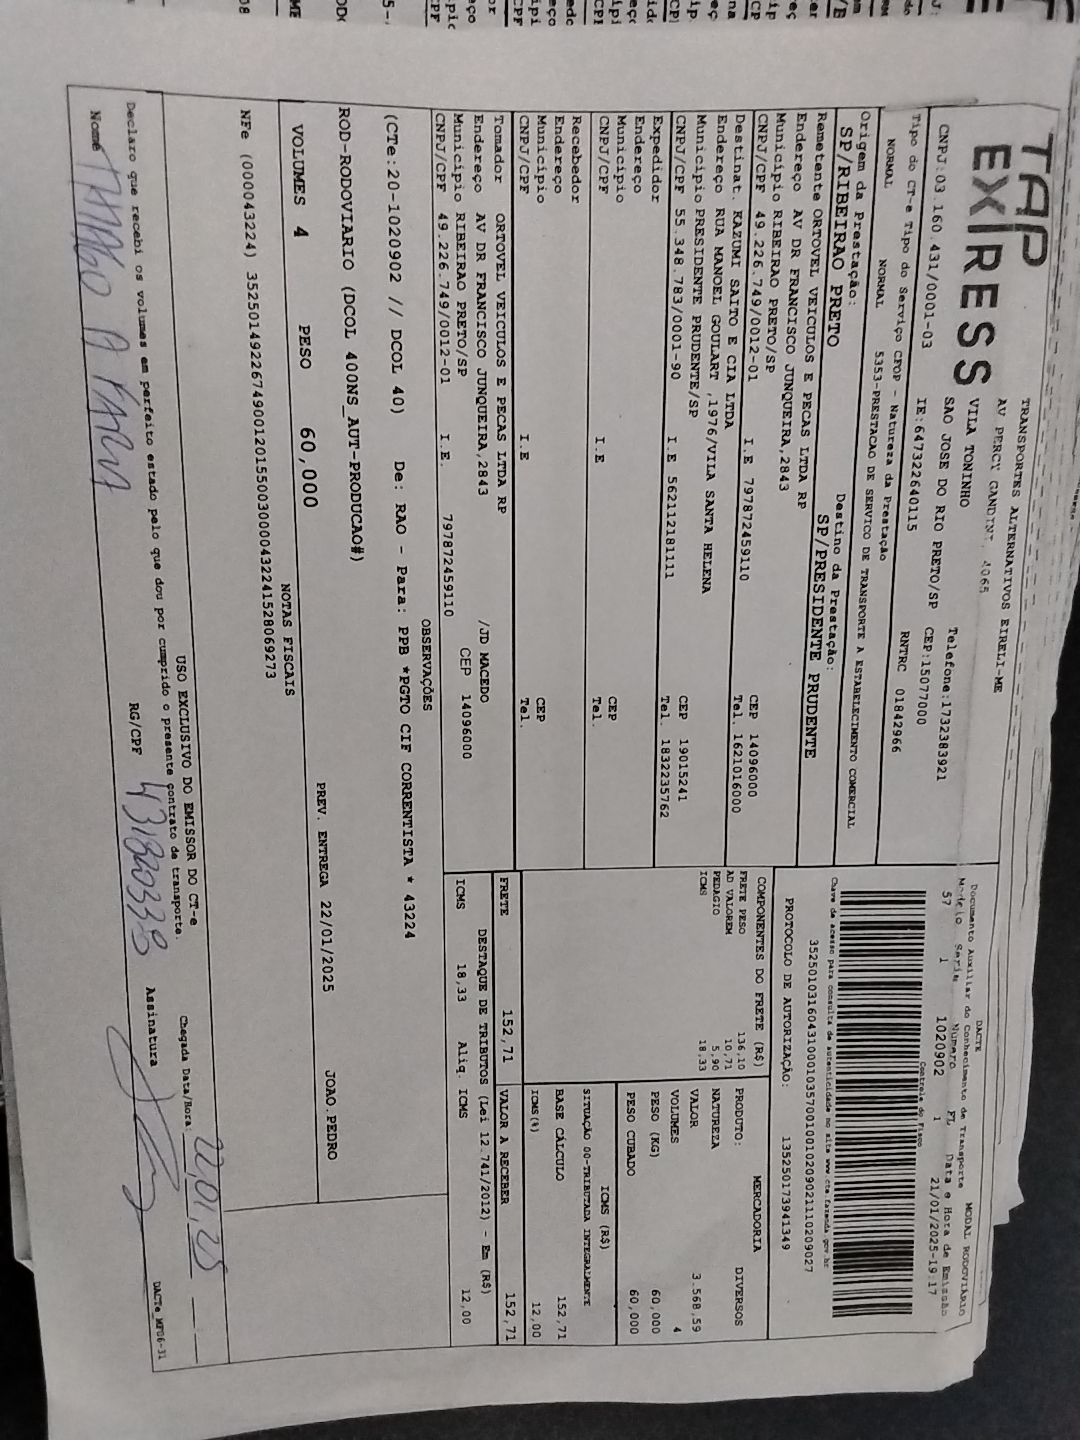 TAP
EX|RESS
TRANSPORTES ALTERNATIVOS EIRELI-ME
AV PERCY GANDINI, 4065
VILA TONINHO
SAO JOSE DO RIO PRETO/SP CEP:15077000
Telefone:1732383921
CNPJ:03 160 431/0001-03 IE:647322640115 RNTRC 01842966
Tipo do CT-e Tipo do Serviço CFOP - Natureza da Prestação
NORMAL NORMAL 5353-PRESTACAO DE SERVICO DE TRANSPORTE A ESTABELECIMENTO COMERCIAL
Origem da Prestação: Destino da Prestação:
SP/RIBEIRAO PRETO SP/PRESIDENTE PRUDENTE
DACTE MODAL RODOVIÁRIO
Documento Auxiliar do Conhecimento de Transporte
Modelo Serie Número FL Data e Hora de Emissão
57 1 1020902 1 21/01/2025-19:17
Controle do Fisco
Chave de acesso para consulta de autenticidade no site www.cte.fazenda.gov.br
35250103160431000103570010010209021110209027
PROTOCOLO DE AUTORIZAÇÃO: 135250173941349
Remetente ORTOVEL VEICULOS E PECAS LTDA RP
Endereço AV DR FRANCISCO JUNQUEIRA,2843
Município RIBEIRAO PRETO/SP CEP 14096000
CNPJ/CPF 49.226.749/0012-01 I.E 797872459110 Tel. 1621016000
Destinat. KAZUMI SAITO E CIA LTDA
Endereço RUA MANOEL GOULART ,1976/VILA SANTA HELENA
Município PRESIDENTE PRUDENTE/SP CEP 19015241
CNPJ/CPF 55.348.783/0001-90 I.E 562112181111 Tel. 1832235762
Expedidor
Endereço
Município CEP
CNPJ/CPF I.E Tel.
Recebedor
Endereço
Município CEP
CNPJ/CPF I.E Tel.
Tomador ORTOVEL VEICULOS E PECAS LTDA RP
Endereço AV DR FRANCISCO JUNQUEIRA,2843 /JD MACEDO
Município RIBEIRAO PRETO/SP CEP 14096000
CNPJ/CPF 49.226.749/0012-01 I.E. 797872459110
COMPONENTES DO FRETE (R$)
FRETE PESO 136,10
AD VALOREM 10,71
PEDAGIO 5,90
ICMS 18,33
MERCADORIA
PRODUTO: DIVERSOS
NATUREZA
VALOR 3.568,59
VOLUMES 4
PESO (KG) 60,000
PESO CUBADO 60,000
ICMS (R$)
SITUAÇÃO 00-TRIBUTADA INTEGRALMENTE
BASE CÁLCULO 152,71
ICMS(%) 12,00
FRETE 152,71 VALOR A RECEBER 152,71
DESTAQUE DE TRIBUTOS (Lei 12.741/2012) - Em (R$)
ICMS 18,33 Aliq. ICMS 12,00
OBSERVAÇÕES
(CTe:20-1020902 // DCOL 40) De: RAO - Para: PPB *PGTO CIF CORRENTISTA * 43224
ROD-RODOVIARIO (DCOL 400NS_AUT-PRODUCAO#)
VOLUMES 4 PESO 60,000 PREV. ENTREGA 22/01/2025 JOAO.PEDRO
NOTAS FISCAIS
NFe (000043224) 35250149226749001201550030000432241528069273
USO EXCLUSIVO DO EMISSOR DO CT-e
Declaro que recebi os volumes em perfeito estado pelo que dou por cumprido o presente contrato de transporte.
Chegada Data/Hora: 22,01,25
Nome RG/CPF Assinatura
DACTe_MP06-31